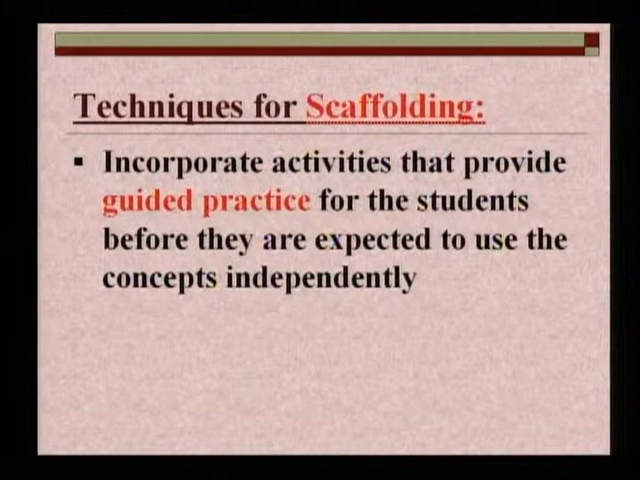 Techniques for Scaffolding:
▪ Incorporate activities that provide
guided practice for the students
before they are expected to use the
concepts independently